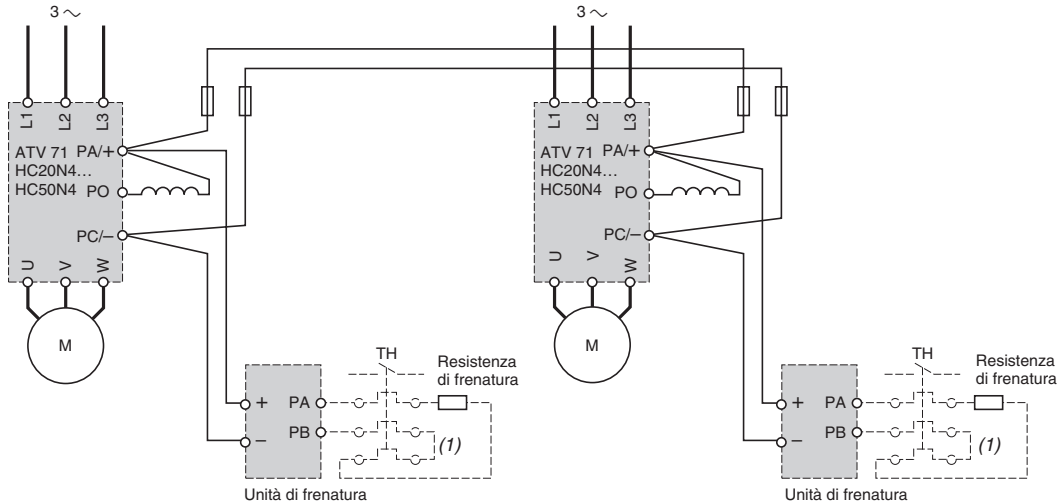 3 ~
3 ~
L1
L2
L3
ATV 71
HC20N4…
HC50N4
PA/+
PO
PC/–
U
V
W
M
L1
L2
L3
ATV 71
HC20N4…
HC50N4
PA/+
PO
PC/–
U
V
W
M
TH
Resistenza
di frenatura
+
PA
–
PB
(1)
Unità di frenatura
TH
Resistenza
di frenatura
+
PA
–
PB
(1)
Unità di frenatura